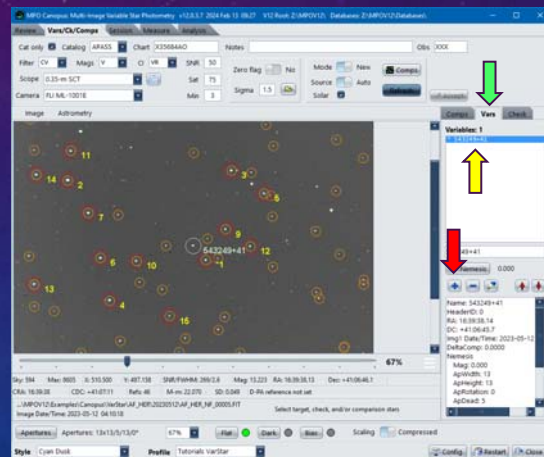 MPO Canopus: Multi-Image Variable Star Photometry v12.0.3.7 2024 Feb 13 09:27 V12 Root: Z:\MPOV12\ Databases: Z:\MPOV12\Databases\
Review Vars/Ck/Comps Session Measure Analysis
Cat only Catalog APASS Chart X35684AO Notes Obs XXX
Filter CV Mags V CI VR SNR 50
Scope 0.35-m SCT Sat 75
Camera FLI ML-1001E Min 3
Zero flag No
Sigma 1.5
Mode New
Source Auto
Solar
Comps
Refresh
Accept
Image Astrometry
Comps Vars Check
Variables: 1
543249+41
11
14
2
3
5
7
9
543249+41
12
6
10
1
13
4
15
49+41
Nemesis 0.000
Name: 543249+41
HeaderID: 0
RA: 16:39:38.14
DC: +41:06:45.7
Img1 Date/Time: 2023-05-12
DeltaComp: 0.0000
Nemesis
Mag: 0.000
ApWidth: 13
ApHeight: 13
ApRotation: 0
ApDead: 5
67%
Sky: 594 Max: 8605 X: 510.500 Y: 497.138 SNR/FWHM: 269/3.6 Mag: 13.223 RA: 16:39:38.13 Dec: +41:06:46.1
CRA: 16:39:38 CDC: +41:07:11 Refs: 46 M-m: 22.070 SD: 0.049 D-PA reference not set
..\MPOV12\Examples\Canopus\VarStar\AF_HER\20230512\AF_HER_NF_00005.FIT
Image Date/Time: 2023-05-12 04:10:18
Select target, check, and/or comparison stars
Apertures Apertures: 13x13/5/13/0° 67% Flat Dark Bias Scaling Compressed
Style Cyan Dusk Profile Tutorials VarStar Config Restart Close